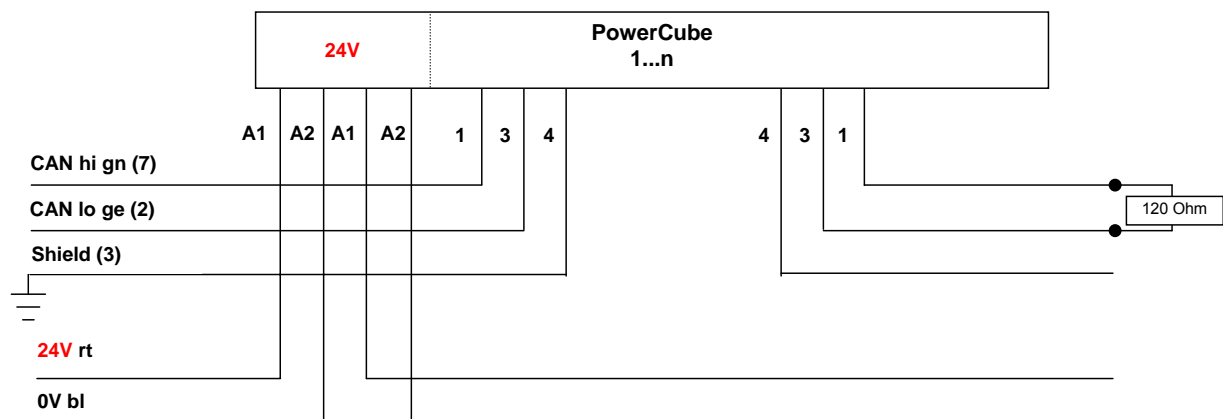 PowerCube
24V
1...n
A1 A2 A1 A2 1 3 4 4 3 1
CAN hi gn (7)
CAN lo ge (2)
120 Ohm
Shield (3)
24V rt
0V bl